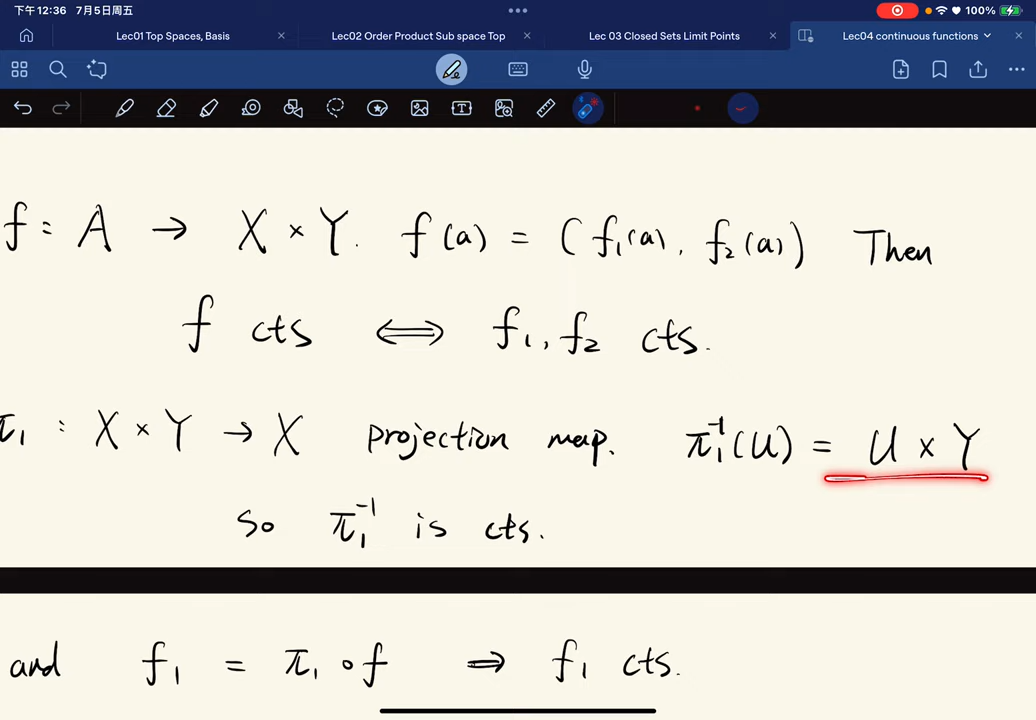 下午12:36 7月5日周五
100%
Lec01 Top Spaces, Basis
Lec02 Order Product Sub space Top
Lec 03 Closed Sets Limit Points
Lec04 continuous functions
f : A → X × Y. f(a) = (f₁(a), f₂(a)) Then
f cts ⟺ f₁, f₂ cts.
π₁ : X × Y → X projection map. π₁⁻¹(U) = U × Y
So π₁⁻¹ is cts.
and f₁ = π₁ ∘ f ⇒ f₁ cts.